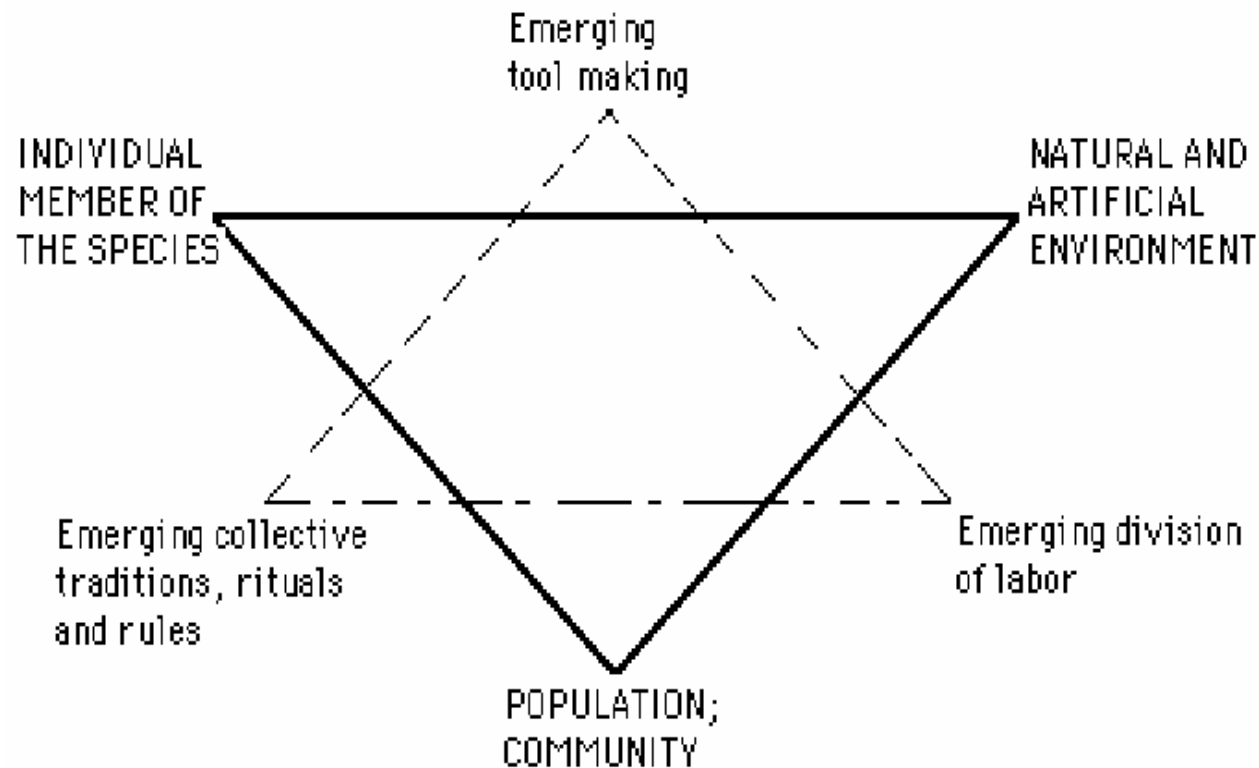 Emerging
tool making
INDIVIDUAL
MEMBER OF
THE SPECIES
NATURAL AND
ARTIFICIAL
ENVIRONMENT
Emerging collective
traditions, rituals
and rules
Emerging division
of labor
POPULATION;
COMMUNITY